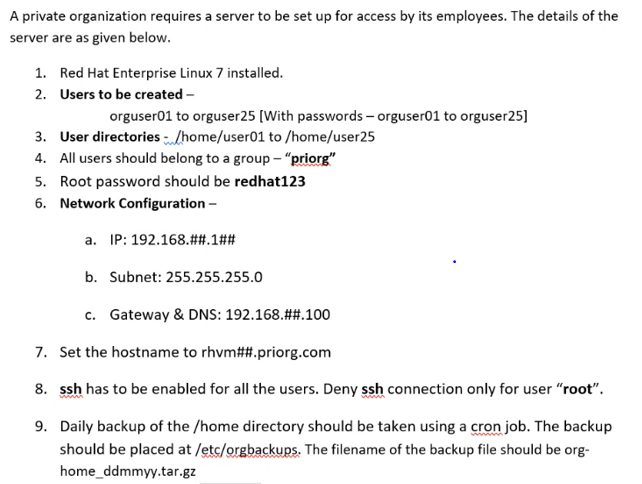 A private organization requires a server to be set up for access by its employees. The details of the
server are as given below.
1. Red Hat Enterprise Linux 7 installed.
2. Users to be created –
orguser01 to orguser25 [With passwords – orguser01 to orguser25]
3. User directories - /home/user01 to /home/user25
4. All users should belong to a group – “priorg”
5. Root password should be redhat123
6. Network Configuration –
a. IP: 192.168.##.1##
b. Subnet: 255.255.255.0
c. Gateway & DNS: 192.168.##.100
7. Set the hostname to rhvm##.priorg.com
8. ssh has to be enabled for all the users. Deny ssh connection only for user “root”.
9. Daily backup of the /home directory should be taken using a cron job. The backup
should be placed at /etc/orgbackups. The filename of the backup file should be org-
home_ddmmyy.tar.gz